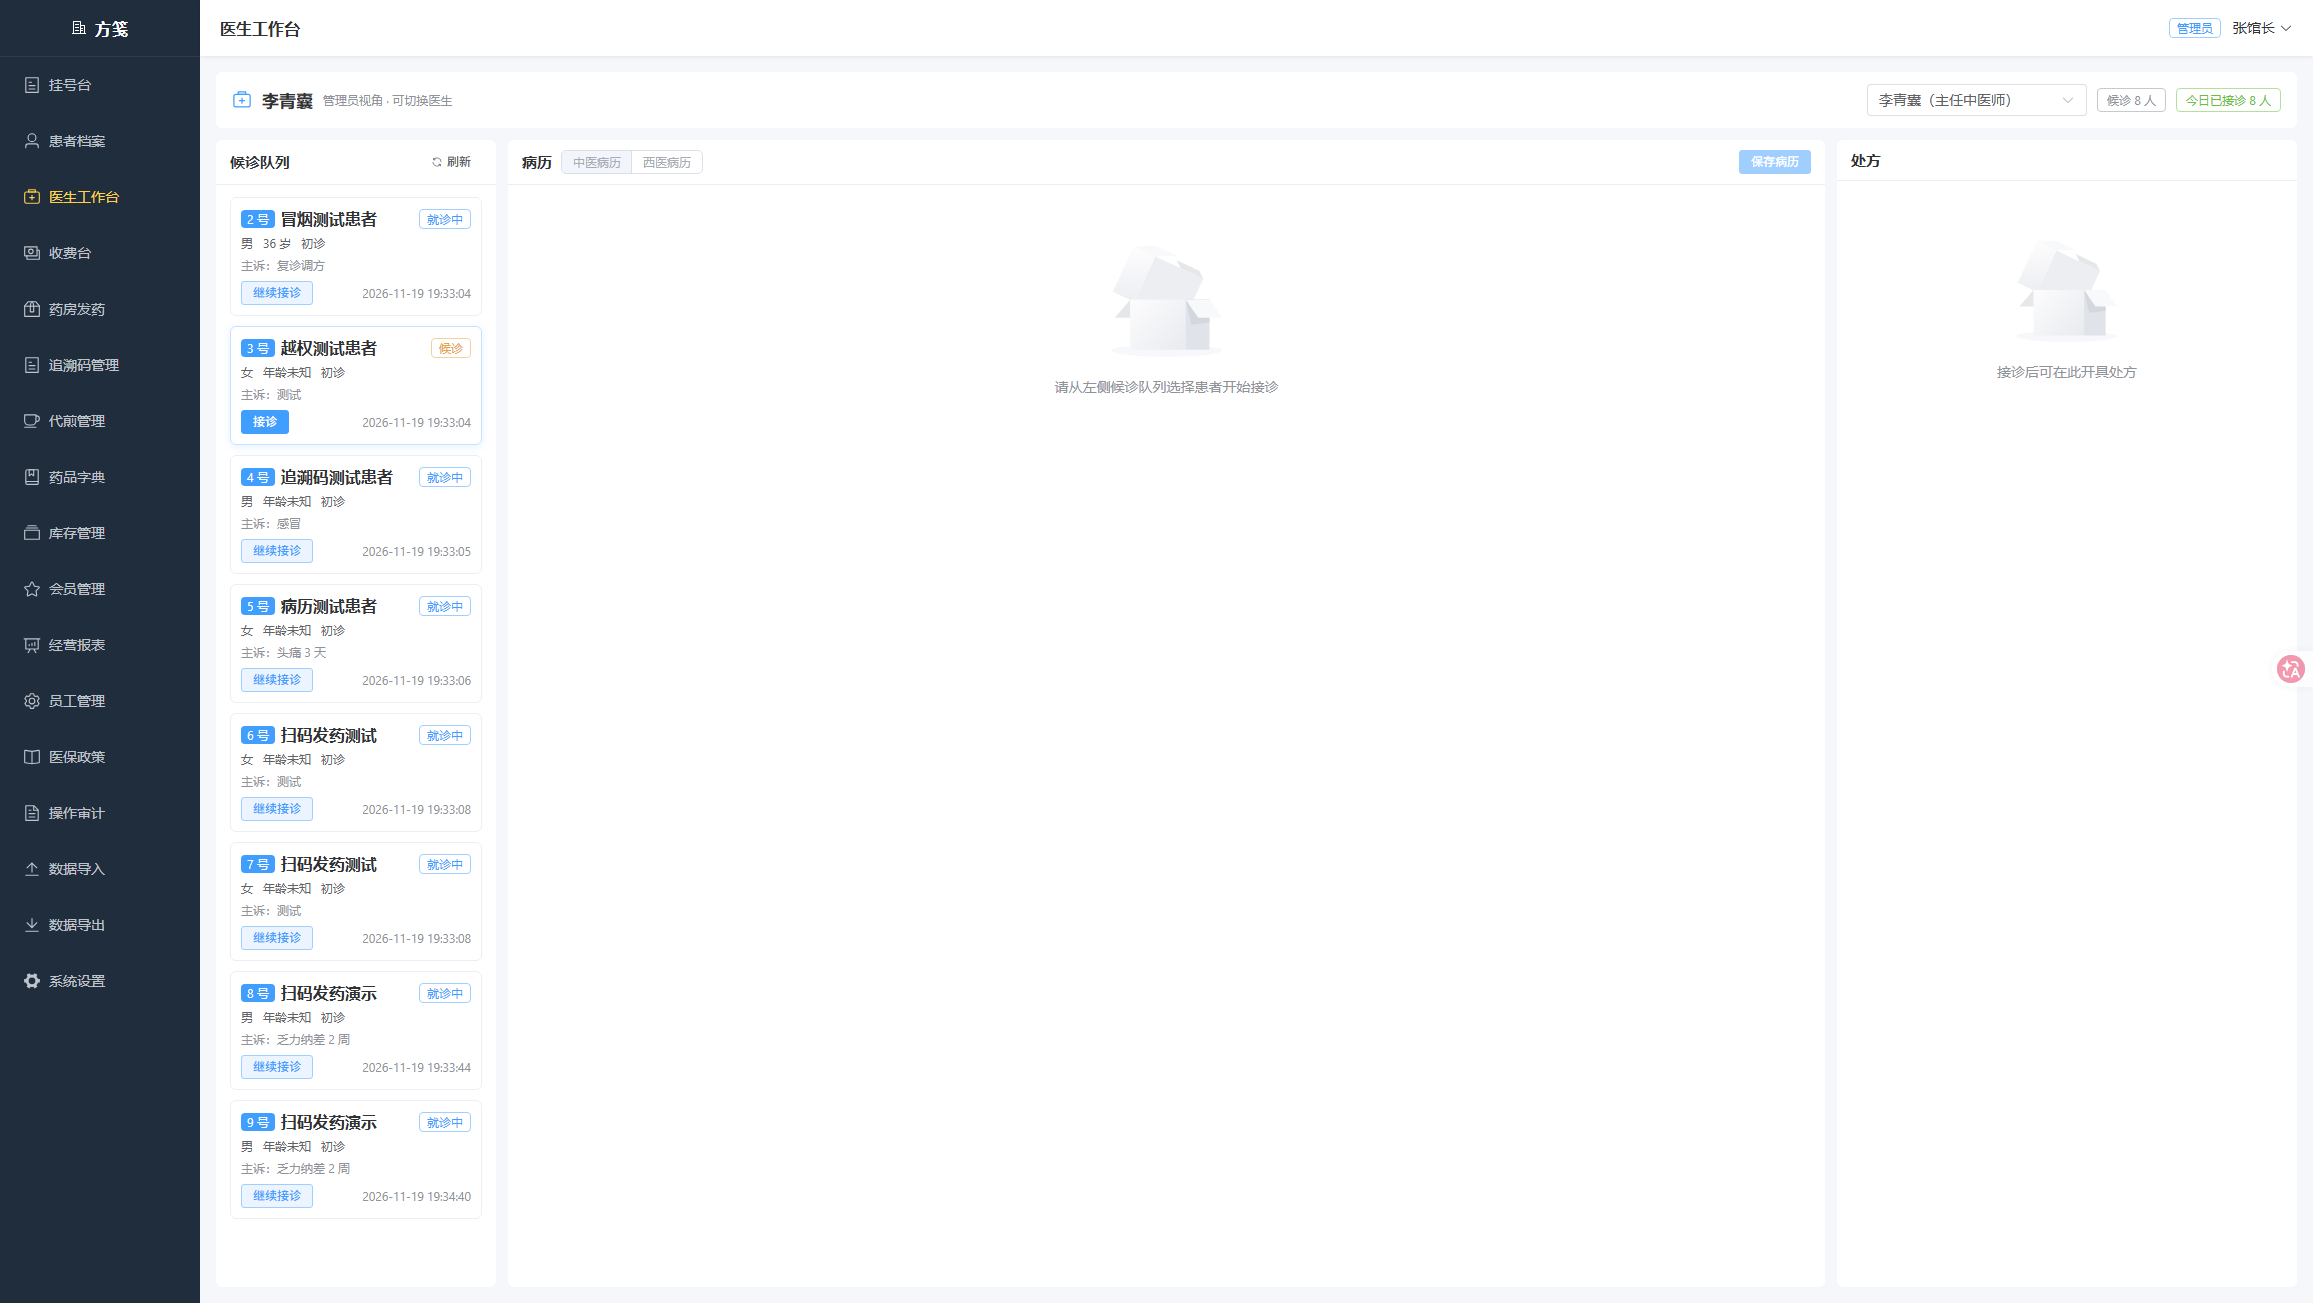 方笺
挂号台
患者档案
医生工作台
收费台
药房发药
追溯码管理
代煎管理
药品字典
库存管理
会员管理
经营报表
员工管理
医保政策
操作审计
数据导入
数据导出
系统设置
医生工作台
管理员 张馆长
李青囊 管理员视角 · 可切换医生
李青囊（主任中医师） 候诊 8 人 今日已接诊 8 人
候诊队列 刷新
2 号 冒烟测试患者 就诊中
男 36 岁 初诊
主诉：复诊调方
继续接诊 2026-11-19 19:33:04
3 号 越权测试患者 候诊
女 年龄未知 初诊
主诉：测试
接诊 2026-11-19 19:33:04
4 号 追溯码测试患者 就诊中
男 年龄未知 初诊
主诉：感冒
继续接诊 2026-11-19 19:33:05
5 号 病历测试患者 就诊中
女 年龄未知 初诊
主诉：头痛 3 天
继续接诊 2026-11-19 19:33:06
6 号 扫码发药测试 就诊中
女 年龄未知 初诊
主诉：测试
继续接诊 2026-11-19 19:33:08
7 号 扫码发药测试 就诊中
女 年龄未知 初诊
主诉：测试
继续接诊 2026-11-19 19:33:08
8 号 扫码发药演示 就诊中
男 年龄未知 初诊
主诉：乏力纳差 2 周
继续接诊 2026-11-19 19:33:44
9 号 扫码发药演示 就诊中
男 年龄未知 初诊
主诉：乏力纳差 2 周
继续接诊 2026-11-19 19:34:40
病历 中医病历 西医病历 保存病历
请从左侧候诊队列选择患者开始接诊
处方
接诊后可在此开具处方